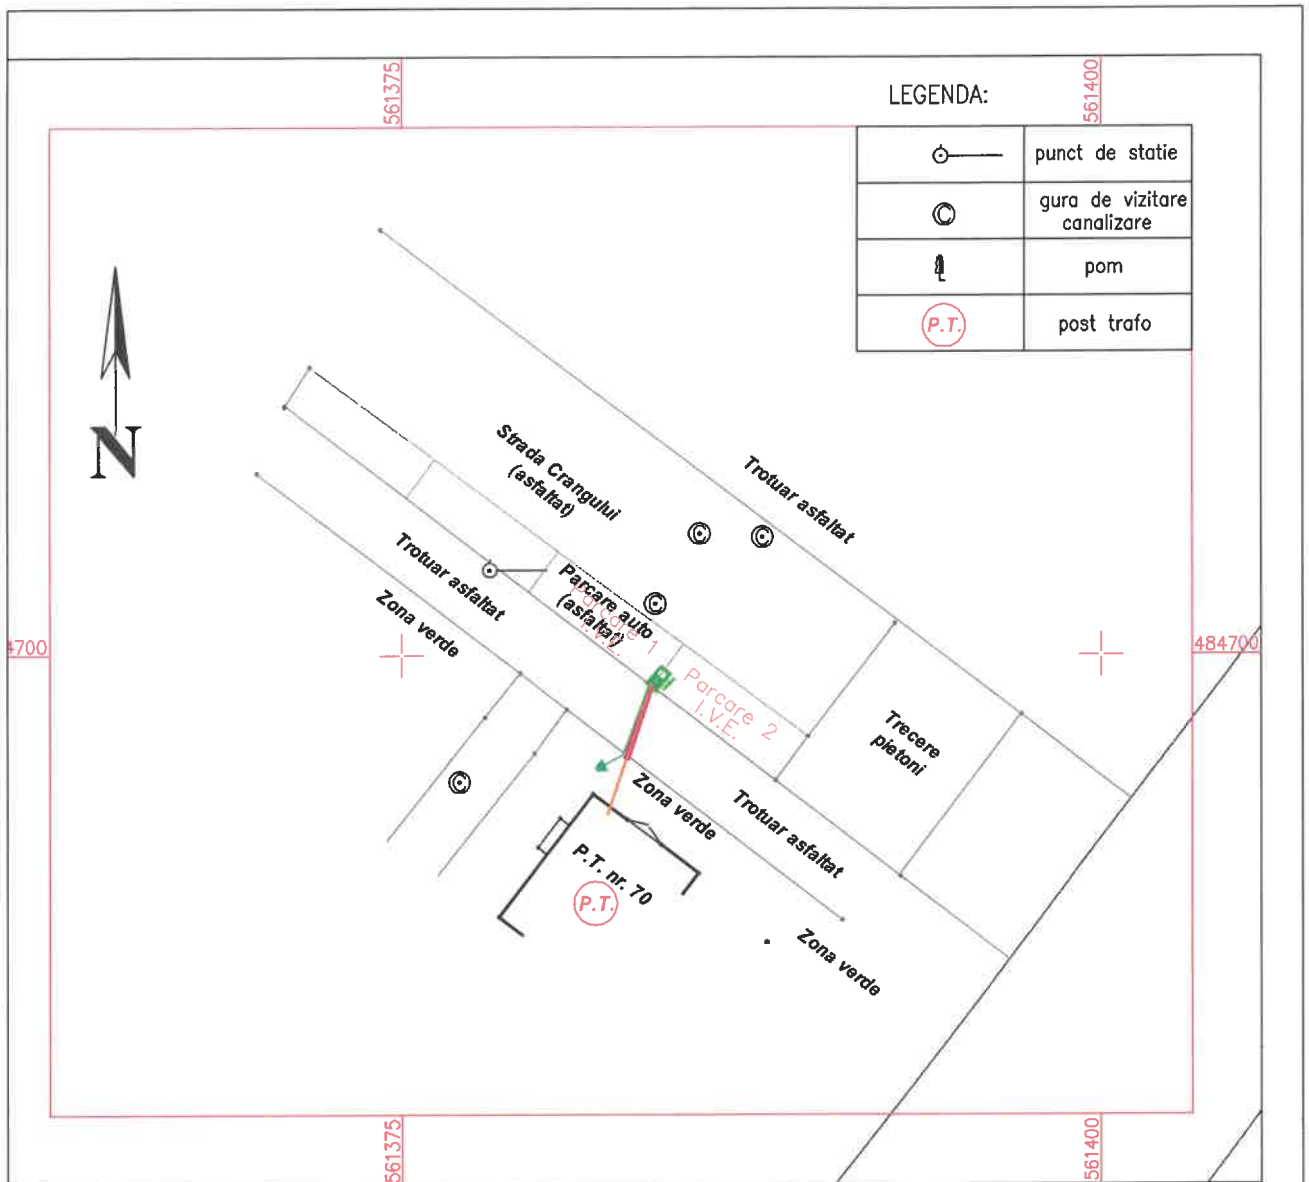 561375
561400
LEGENDA:
punct de statie
C
gura de vizitare
canalizare
pom
P.T.
post trafo
N
Strada Crangului
(asfaltat)
Trotuar asfaltat
C
C
Trotuar asfaltat
Parcare auto
(asfaltat)
Parcare 1
I.V.E.
C
Zona verde
4700
484700
Parcare 2
I.V.E.
Trecere
pietoni
C
Zona verde
Trotuar asfaltat
P.T. nr. 70
P.T.
Zona verde
561375
561400